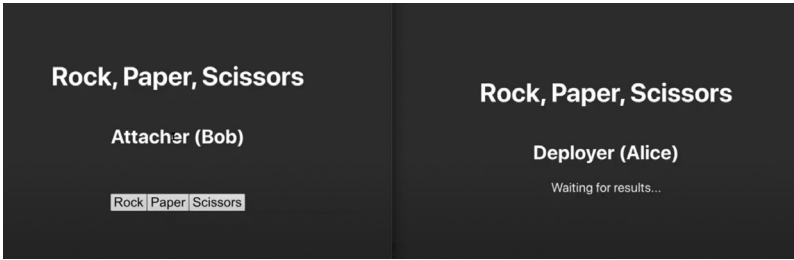 Rock, Paper, Scissors
Attacher (Bob)
Rock Paper Scissors
Rock, Paper, Scissors
Deployer (Alice)
Waiting for results...